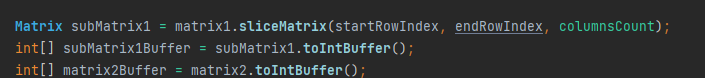 Matrix subMatrix1 = matrix1.sliceMatrix(startRowIndex, endRowIndex, columnsCount);
int[] subMatrix1Buffer = subMatrix1.toIntBuffer();
int[] matrix2Buffer = matrix2.toIntBuffer();